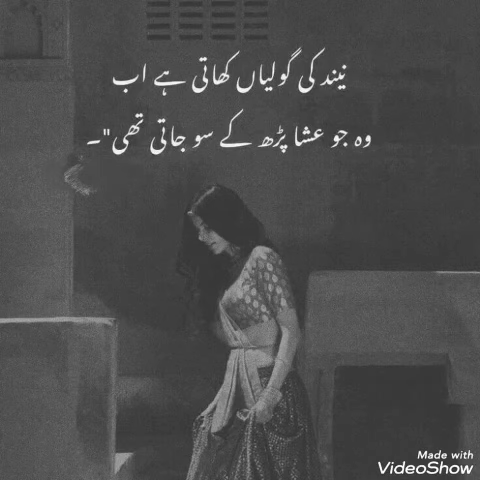 نیند کی گولیاں کھاتی ہے اب
وہ جو عشا پڑھ کے سو جاتی تھی"۔
Made with
VideoShow